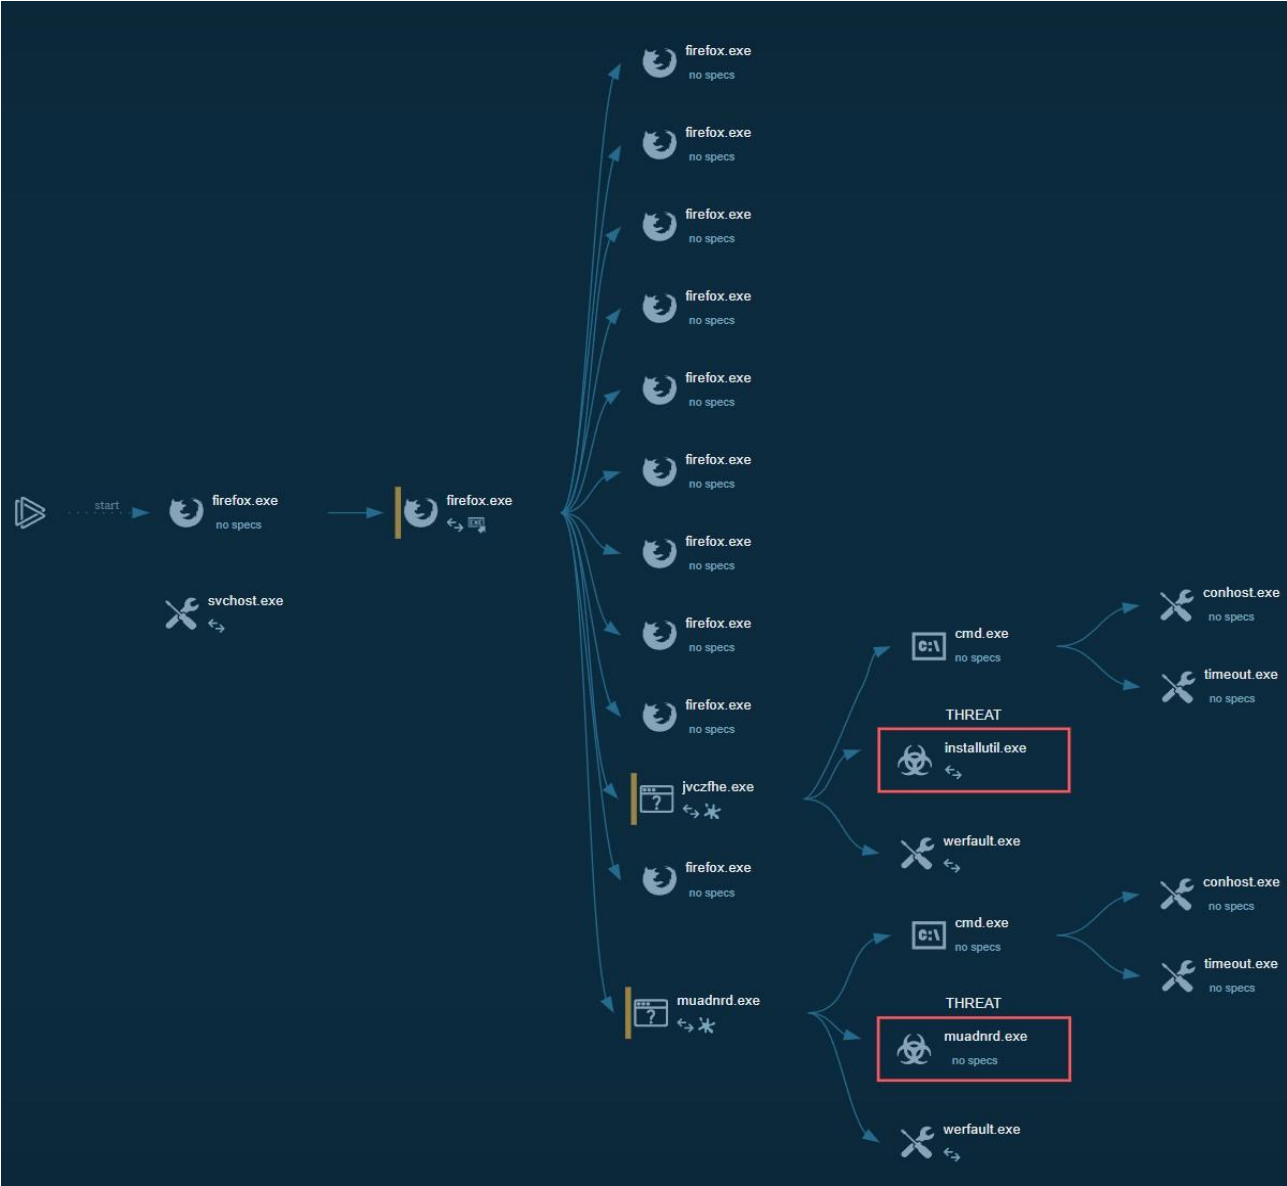 firefox.exe
no specs
firefox.exe
no specs
firefox.exe
no specs
firefox.exe
no specs
firefox.exe
no specs
firefox.exe
no specs
start
firefox.exe
no specs
firefox.exe
EXE
firefox.exe
no specs
svchost.exe
firefox.exe
no specs
firefox.exe
no specs
jvczfhe.exe
?
firefox.exe
no specs
muadnrd.exe
?
cmd.exe
C:\
no specs
conhost.exe
no specs
timeout.exe
no specs
THREAT
installutil.exe
werfault.exe
cmd.exe
C:\
no specs
conhost.exe
no specs
timeout.exe
no specs
THREAT
muadnrd.exe
no specs
werfault.exe